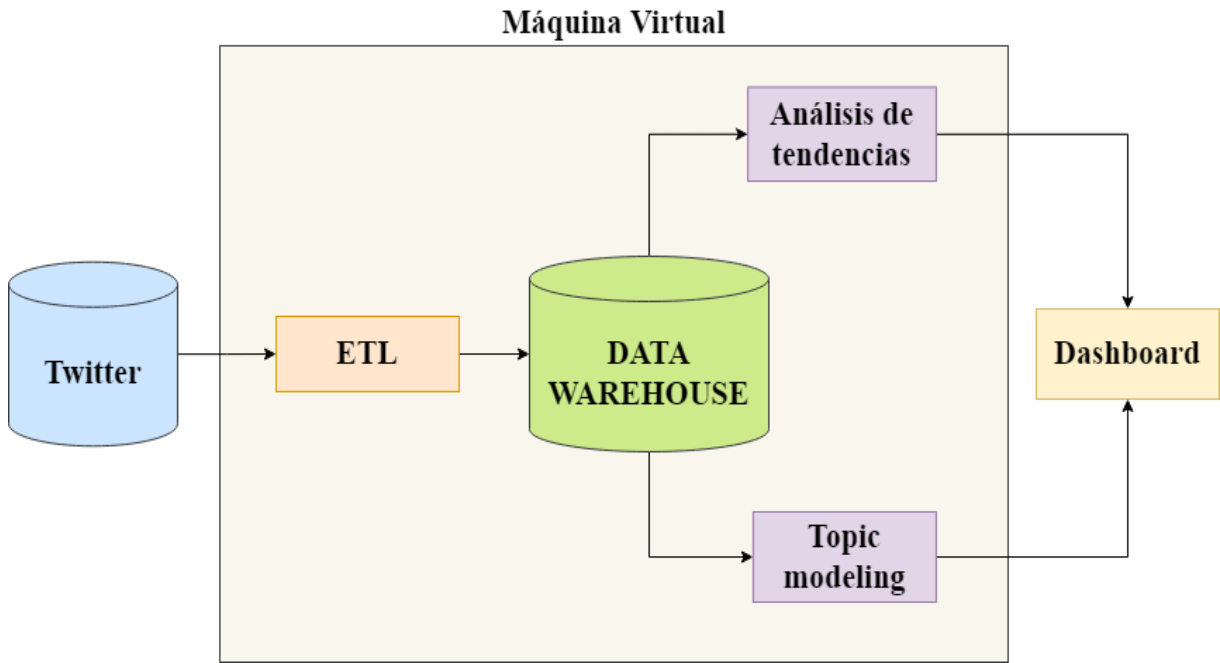 Máquina Virtual
Análisis de
tendencias
Twitter
ETL
DATA
WAREHOUSE
Dashboard
Topic
modeling